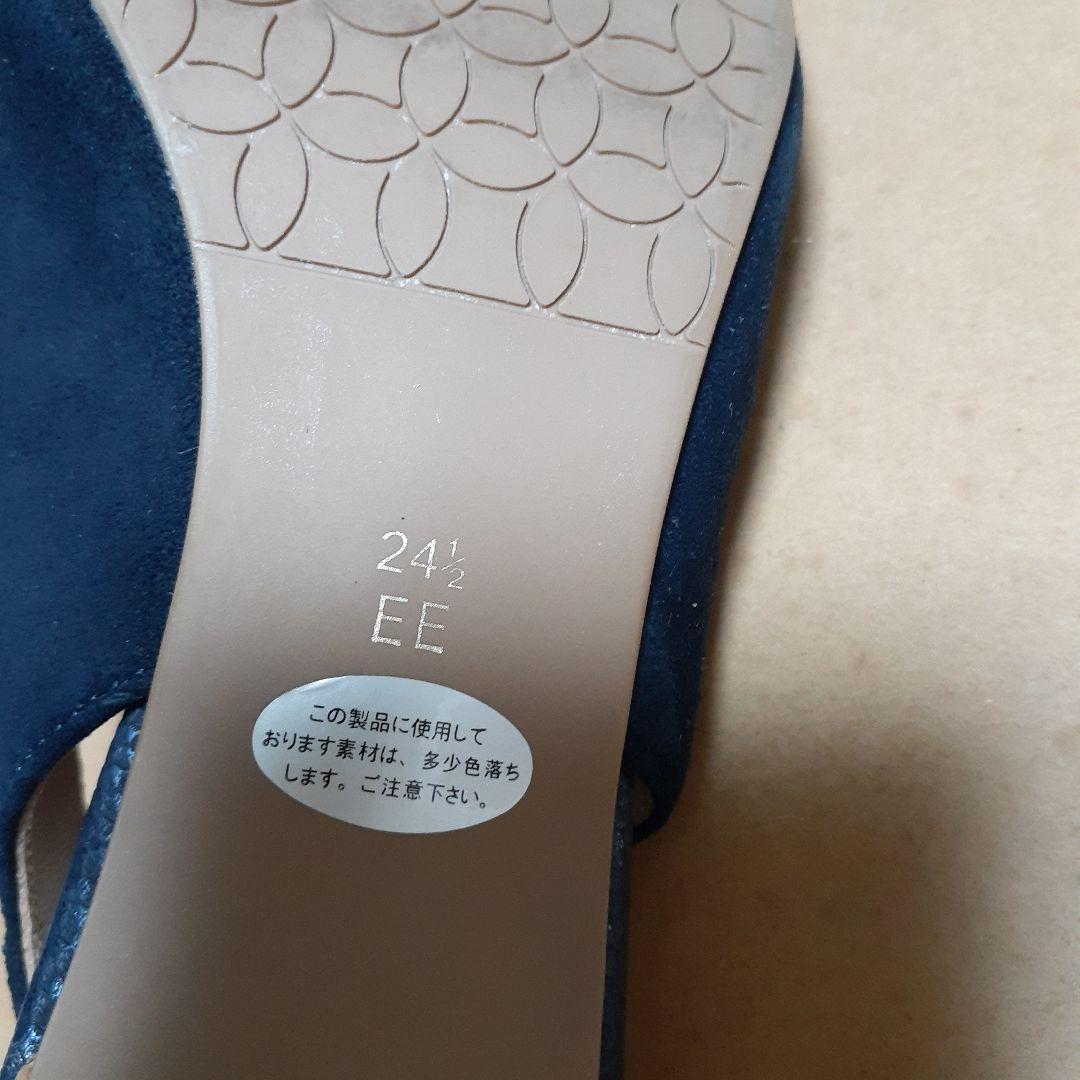 24½
EE
この製品に使用して
おります素材は、多少色落ち
します。ご注意下さい。